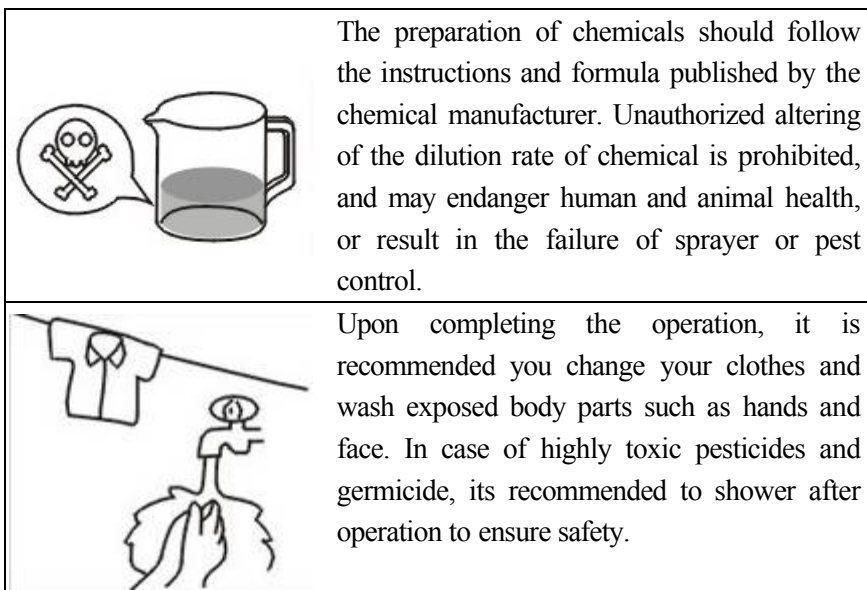 The preparation of chemicals should follow
the instructions and formula published by the
chemical manufacturer. Unauthorized altering
of the dilution rate of chemical is prohibited,
and may endanger human and animal health,
or result in the failure of sprayer or pest
control.
Upon completing the operation, it is
recommended you change your clothes and
wash exposed body parts such as hands and
face. In case of highly toxic pesticides and
germicide, its recommended to shower after
operation to ensure safety.